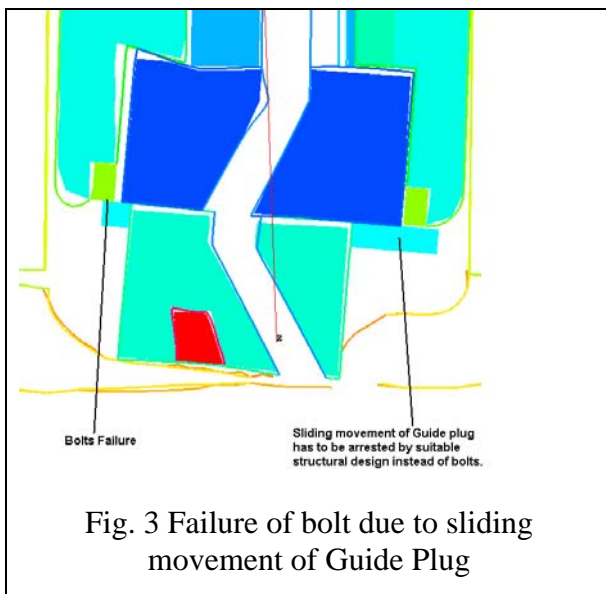 Bolts Failure
Sliding movement of Guide plug
has to be arrested by suitable
structural design instead of bolts.
Fig. 3 Failure of bolt due to sliding
movement of Guide Plug